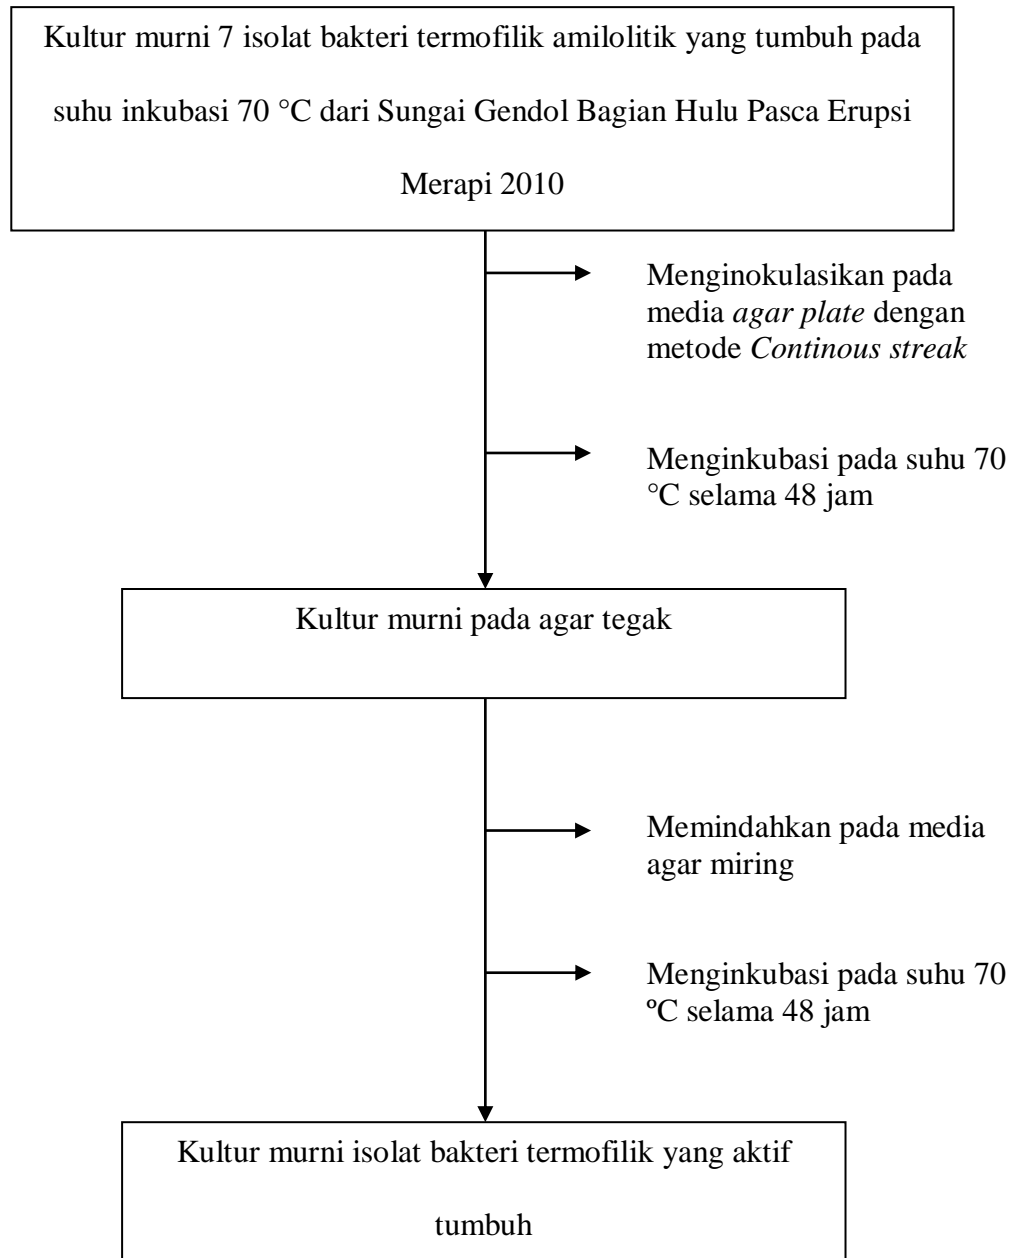 Kultur murni 7 isolat bakteri termofilik amilolitik yang tumbuh pada
suhu inkubasi 70 °C dari Sungai Gendol Bagian Hulu Pasca Erupsi
Merapi 2010
Menginokulasikan pada
media agar plate dengan
metode Continous streak
Menginkubasi pada suhu 70
°C selama 48 jam
Kultur murni pada agar tegak
Memindahkan pada media
agar miring
Menginkubasi pada suhu 70
ºC selama 48 jam
Kultur murni isolat bakteri termofilik yang aktif
tumbuh